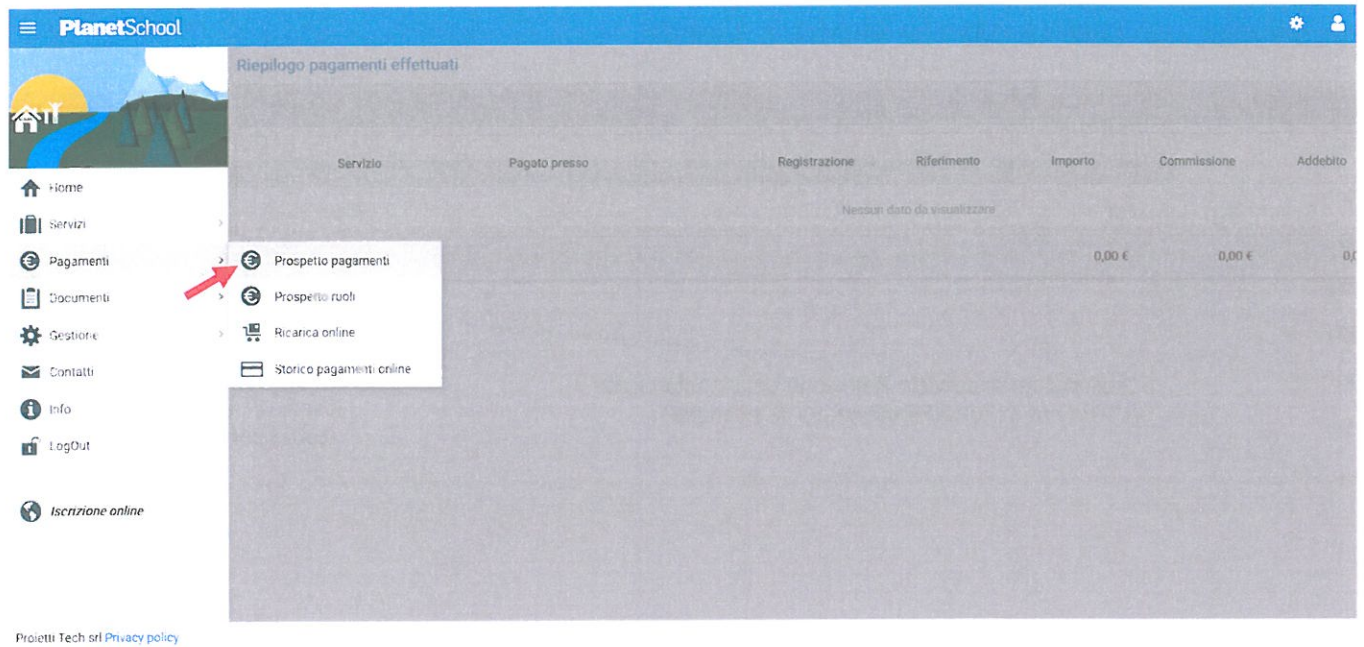 PlanetSchool
Riepilogo pagamenti effettuati
Servizio Pagato presso Registrazione Riferimento Importo Commissione Addebito
Nessun dato da visualizzare
0,00 € 0,00 € 0,0
Home
Servizi
Pagamenti
Documenti
Gestione
Contatti
Info
LogOut
Iscrizione online
Prospetto pagamenti
Prospetto ruoli
Ricarica online
Storico pagamenti online
Proietti Tech srl Privacy policy